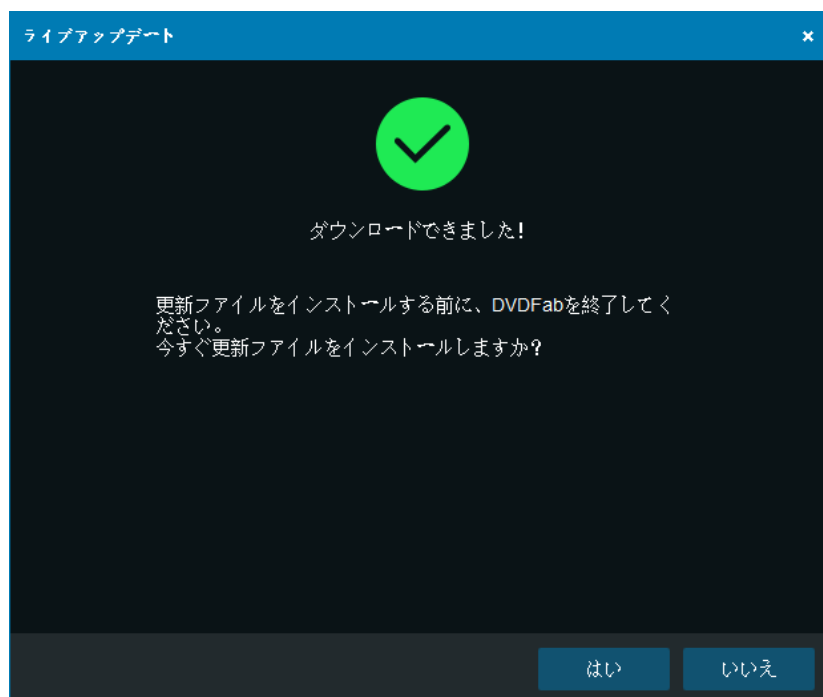 ライブアップデート
ダウンロードできました!
更新ファイルをインストールする前に、DVDFabを終了してく
ださい。
今すぐ更新ファイルをインストールしますか?
はい
いいえ